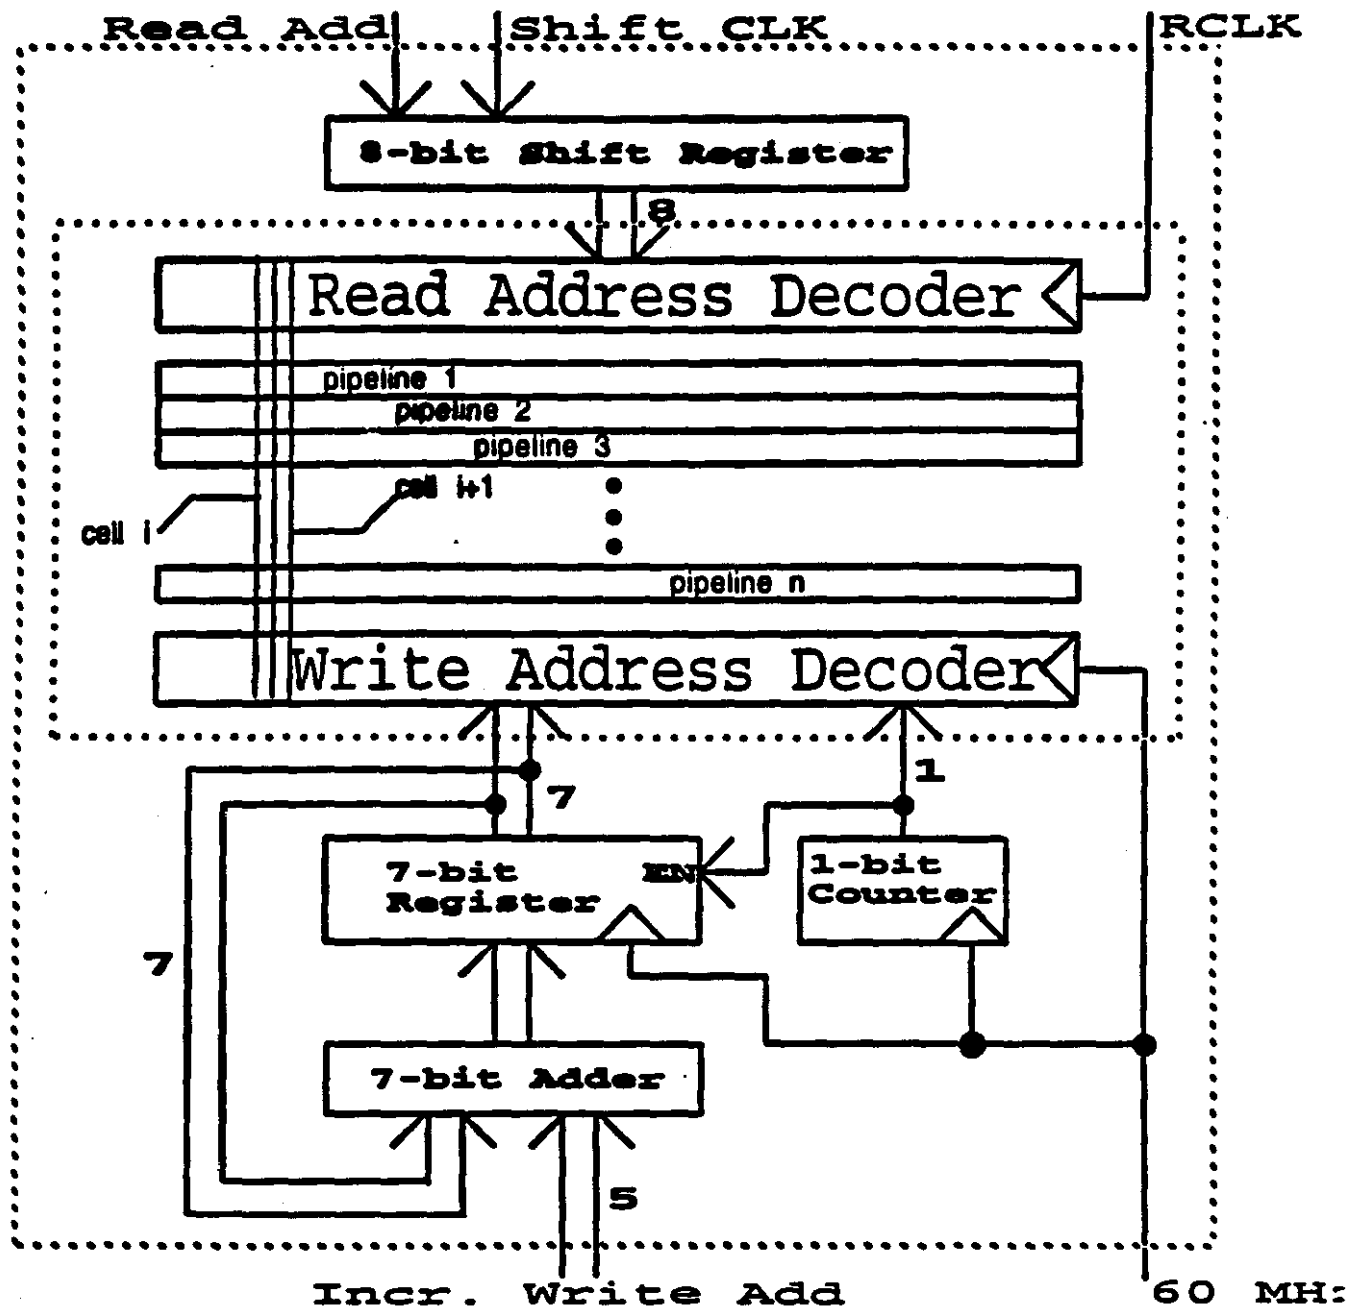 Read Add
Shift CLK
RCLK
8-bit Shift Register
8
Read Address Decoder
pipeline 1
pipeline 2
pipeline 3
cell i+1
cell i
pipeline n
Write Address Decoder
1
7
7-bit
Register
EN
1-bit
Counter
7
7-bit Adder
5
Incr. Write Add
60 MH